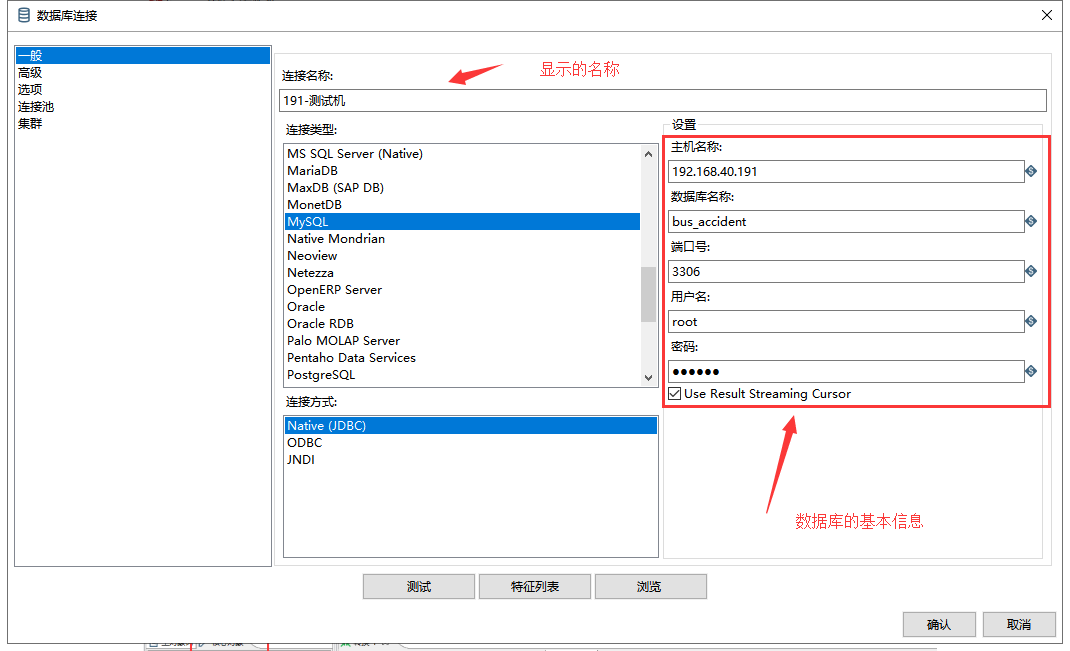 数据库连接
一般
高级
选项
连接池
集群
连接名称:
显示的名称
191-测试机
连接类型:
MS SQL Server (Native)
MariaDB
MaxDB (SAP DB)
MonetDB
MySQL
Native Mondrian
Neoview
Netezza
OpenERP Server
Oracle
Oracle RDB
Palo MOLAP Server
Pentaho Data Services
PostgreSQL
连接方式:
Native (JDBC)
ODBC
JNDI
设置
主机名称:
192.168.40.191
数据库名称:
bus_accident
端口号:
3306
用户名:
root
密码:
●●●●●●
Use Result Streaming Cursor
数据库的基本信息
测试 特征列表 浏览
确认 取消